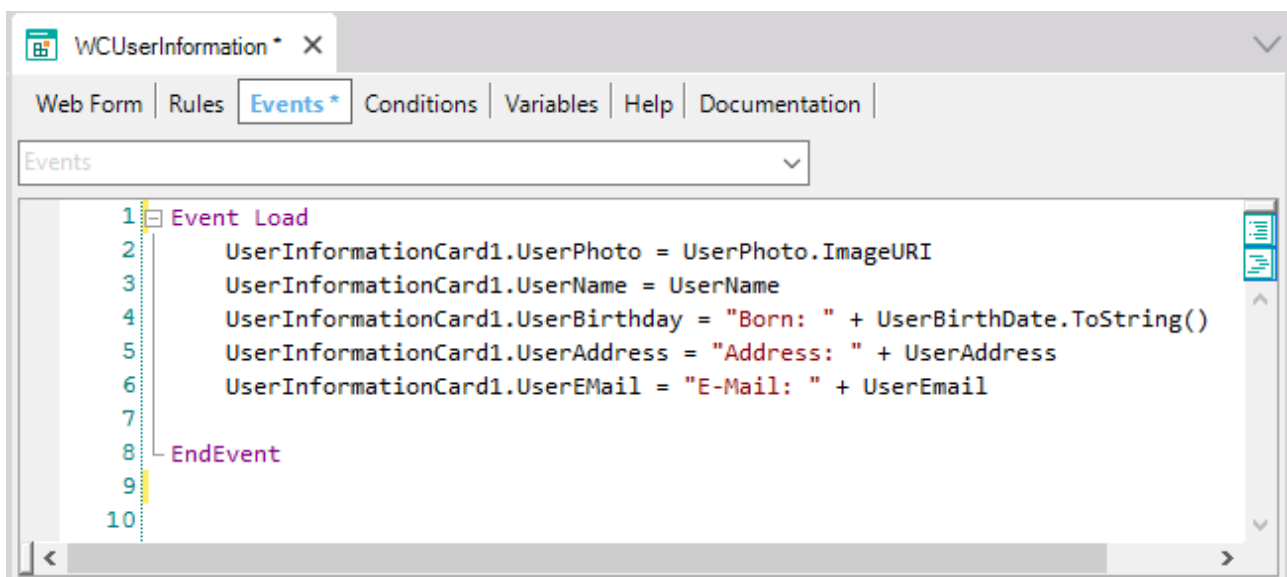 WCUserInformation *
Web Form Rules Events * Conditions Variables Help Documentation
Events
1 Event Load
2 UserInformationCard1.UserPhoto = UserPhoto.ImageURI
3 UserInformationCard1.UserName = UserName
4 UserInformationCard1.UserBirthday = "Born: " + UserBirthDate.ToString()
5 UserInformationCard1.UserAddress = "Address: " + UserAddress
6 UserInformationCard1.UserEMail = "E-Mail: " + UserEmail
7
8 EndEvent
9
10